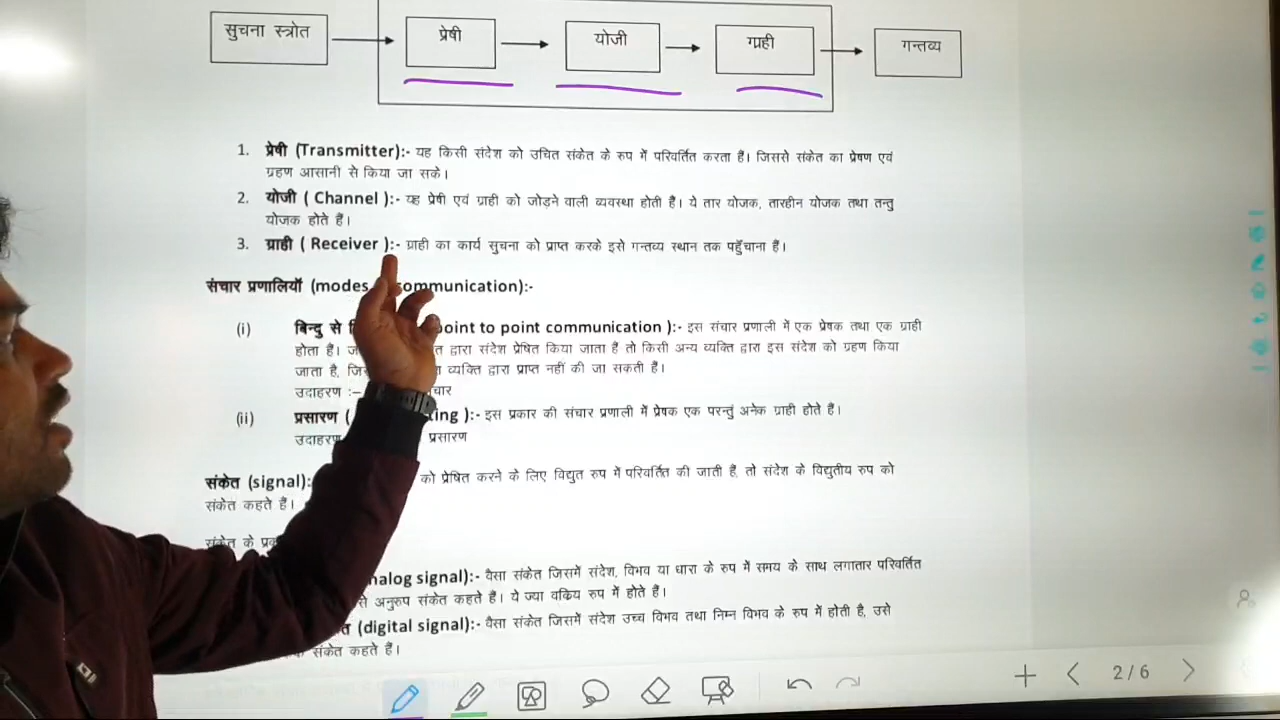 सुचना स्त्रोत
प्रेषी
योजी
ग्राही
गन्तव्य
1. प्रेषी (Transmitter):- यह किसी संदेश को उचित संकेत के रुप में परिवर्तित करता हैं। जिससे संकेत का प्रेषण एवं
ग्रहण आसानी से किया जा सके।
2. योजी ( Channel ):- यह प्रेषी एवं ग्राही को जोड़ने वाली व्यवस्था होती हैं। ये तार योजक, तारहीन योजक तथा तन्तु
योजक होते हैं।
3. ग्राही ( Receiver ):- ग्राही का कार्य सुचना को प्राप्त करके इसे गन्तव्य स्थान तक पहुँचाना हैं।
संचार प्रणालियाँ (modes communication):-
(i) बिन्दु से point to point communication ):- इस संचार प्रणाली में एक प्रेषक तथा एक ग्राही
होता हैं। द्वारा संदेश प्रेषित किया जाता हैं तो किसी अन्य व्यक्ति द्वारा इस संदेश को ग्रहण किया
जाता है, व्यक्ति द्वारा प्राप्त नहीं की जा सकती हैं।
उदाहरण :–
(ii) प्रसारण ( ing ):- इस प्रकार की संचार प्रणाली में प्रेषक एक परन्तुं अनेक ग्राही होते हैं।
उदाहरण प्रसारण
संकेत (signal): को प्रेषित करने के लिए विद्युत रुप में परिवर्तित की जाती हैं, तो संदेश के विद्युतीय रुप को
संकेत कहते हैं।
संकेत के
nalog signal):- वैसा संकेत जिसमें संदेश, विभव या धारा के रुप में समय के साथ लगातार परिवर्तित
अनुरुप संकेत कहते हैं। ये ज्या वक्रिय रुप में होते हैं।
(digital signal):- वैसा संकेत जिसमें संदेश उच्च विभव तथा निम्न विभव के रुप में होती है, उसे
संकेत कहते हैं।
2/6